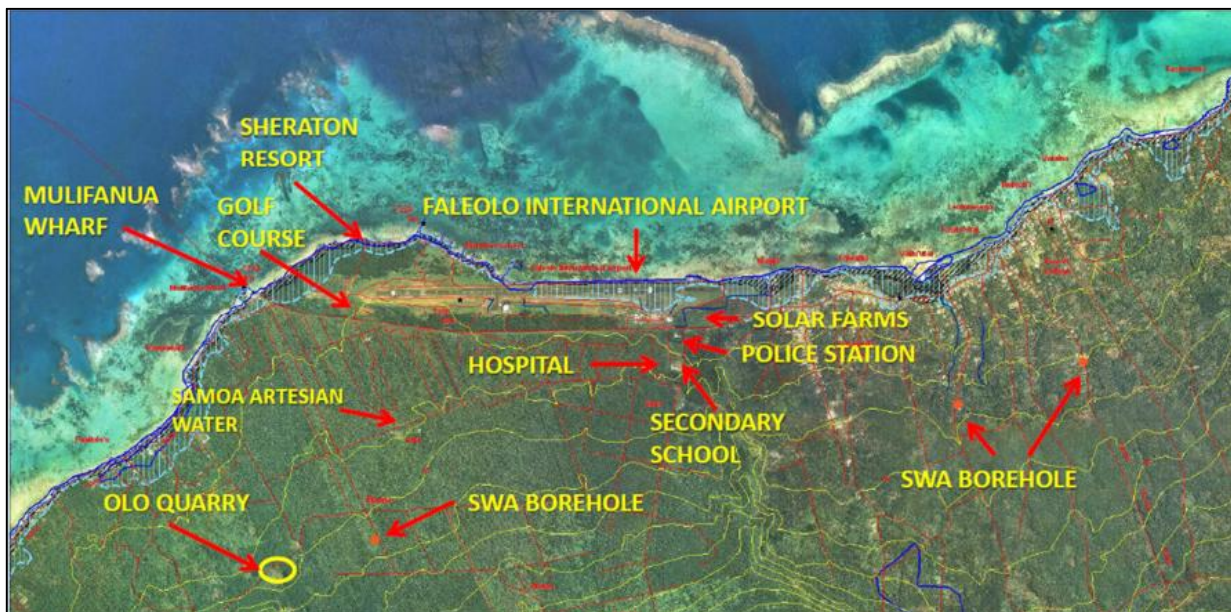 SHERATON
RESORT
MULIFANUA
WHARF
GOLF
COURSE
FALEOLO INTERNATIONAL AIRPORT
SOLAR FARMS
POLICE STATION
HOSPITAL
SAMOA ARTESIAN
WATER
SECONDARY
SCHOOL
SWA BOREHOLE
OLO QUARRY
SWA BOREHOLE